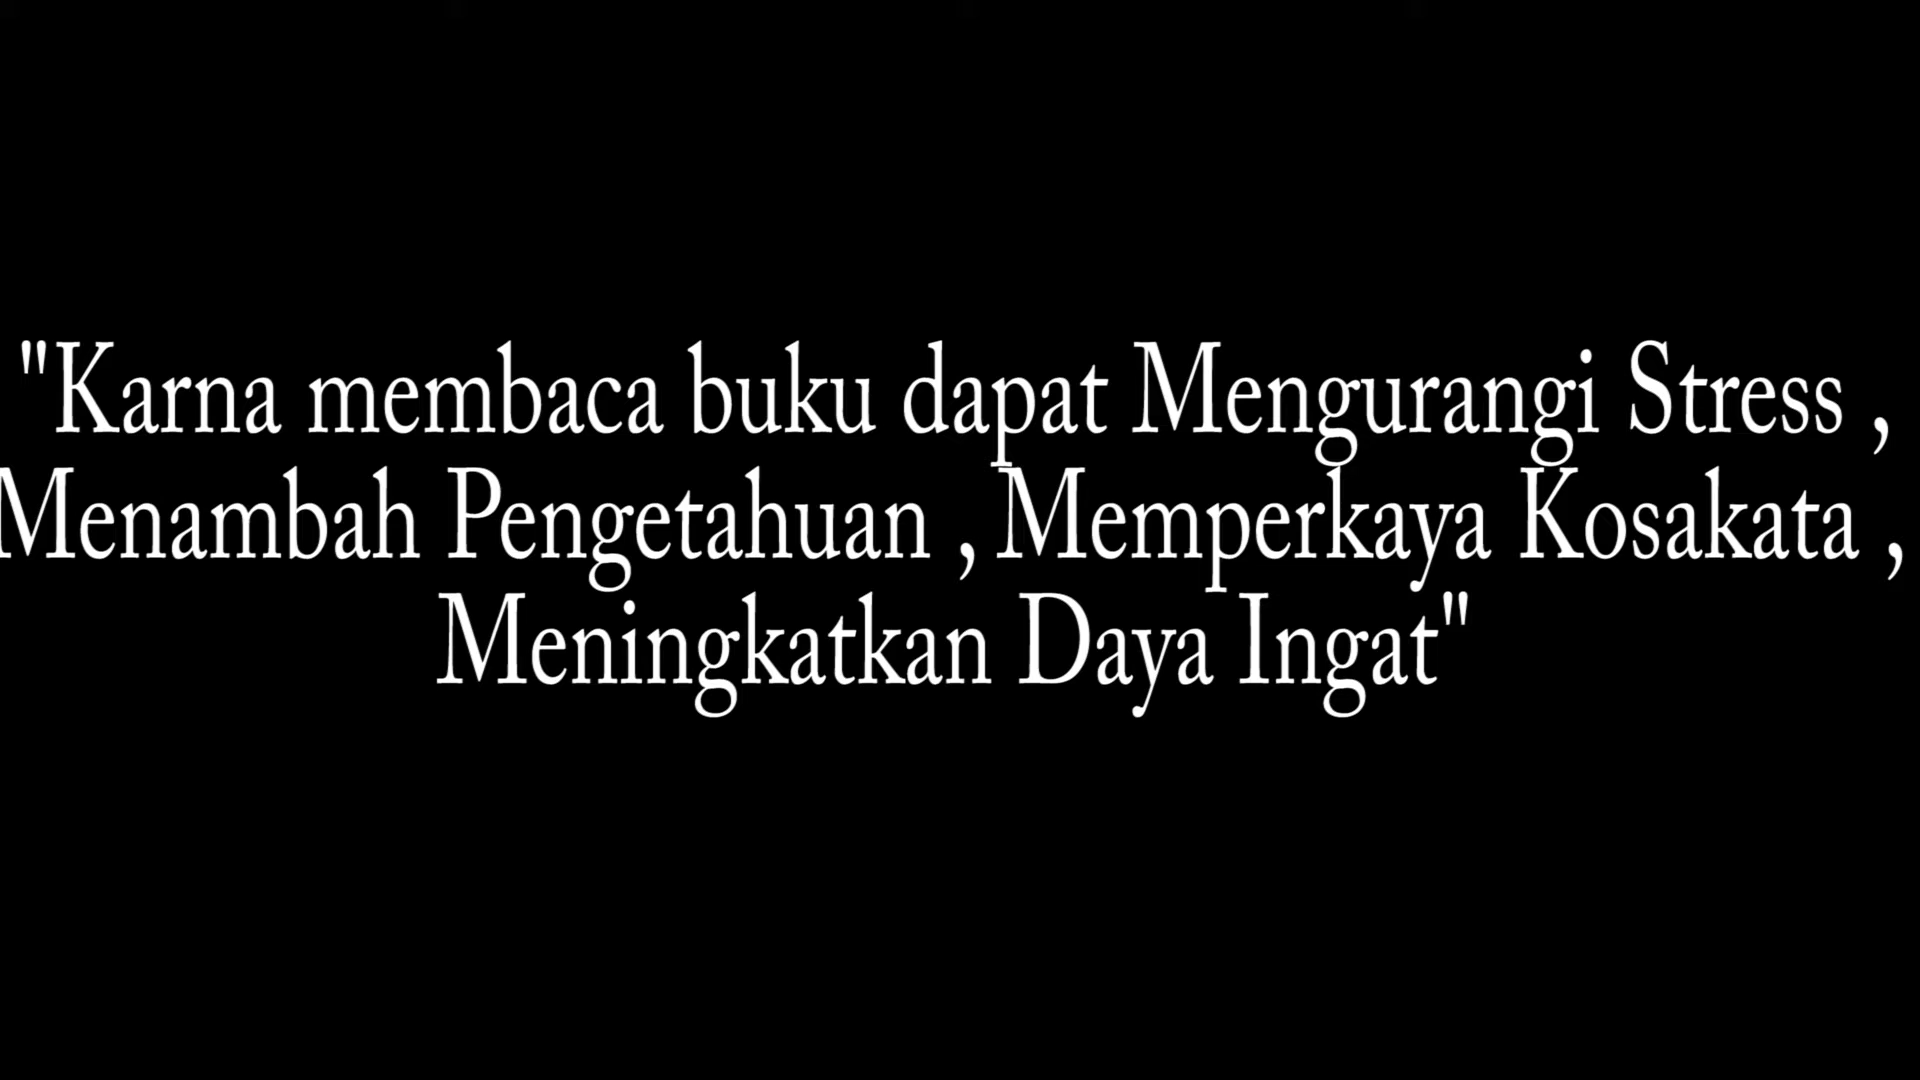 "Karna membaca buku dapat Mengurangi Stress ,
Menambah Pengetahuan , Memperkaya Kosakata ,
Meningkatkan Daya Ingat"